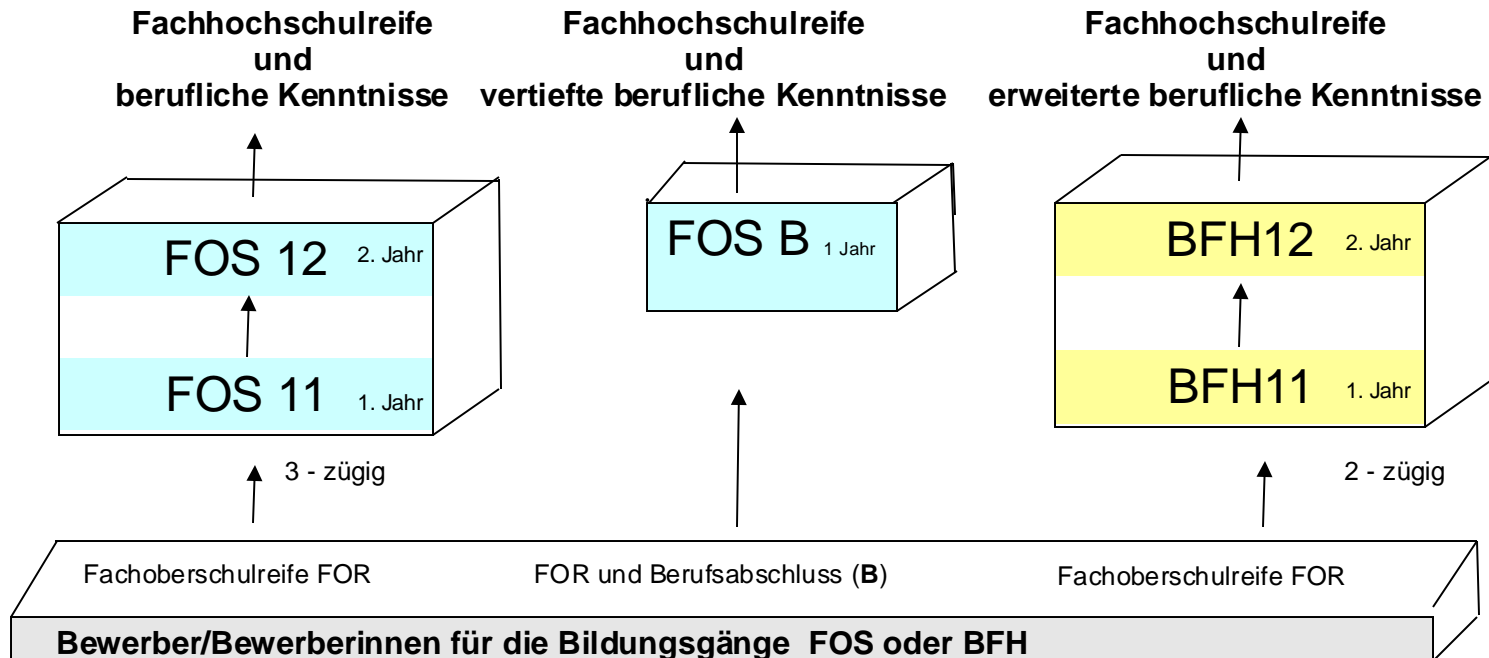 Fachhochschulreife
und
berufliche Kenntnisse
Fachhochschulreife
und
vertiefte berufliche Kenntnisse
Fachhochschulreife
und
erweiterte berufliche Kenntnisse
FOS 12 2. Jahr
FOS 11 1. Jahr
3 - zügig
FOS B 1 Jahr
BFH12 2. Jahr
BFH11 1. Jahr
2 - zügig
Fachoberschulreife FOR
FOR und Berufsabschluss (B)
Fachoberschulreife FOR
Bewerber/Bewerberinnen für die Bildungsgänge FOS oder BFH